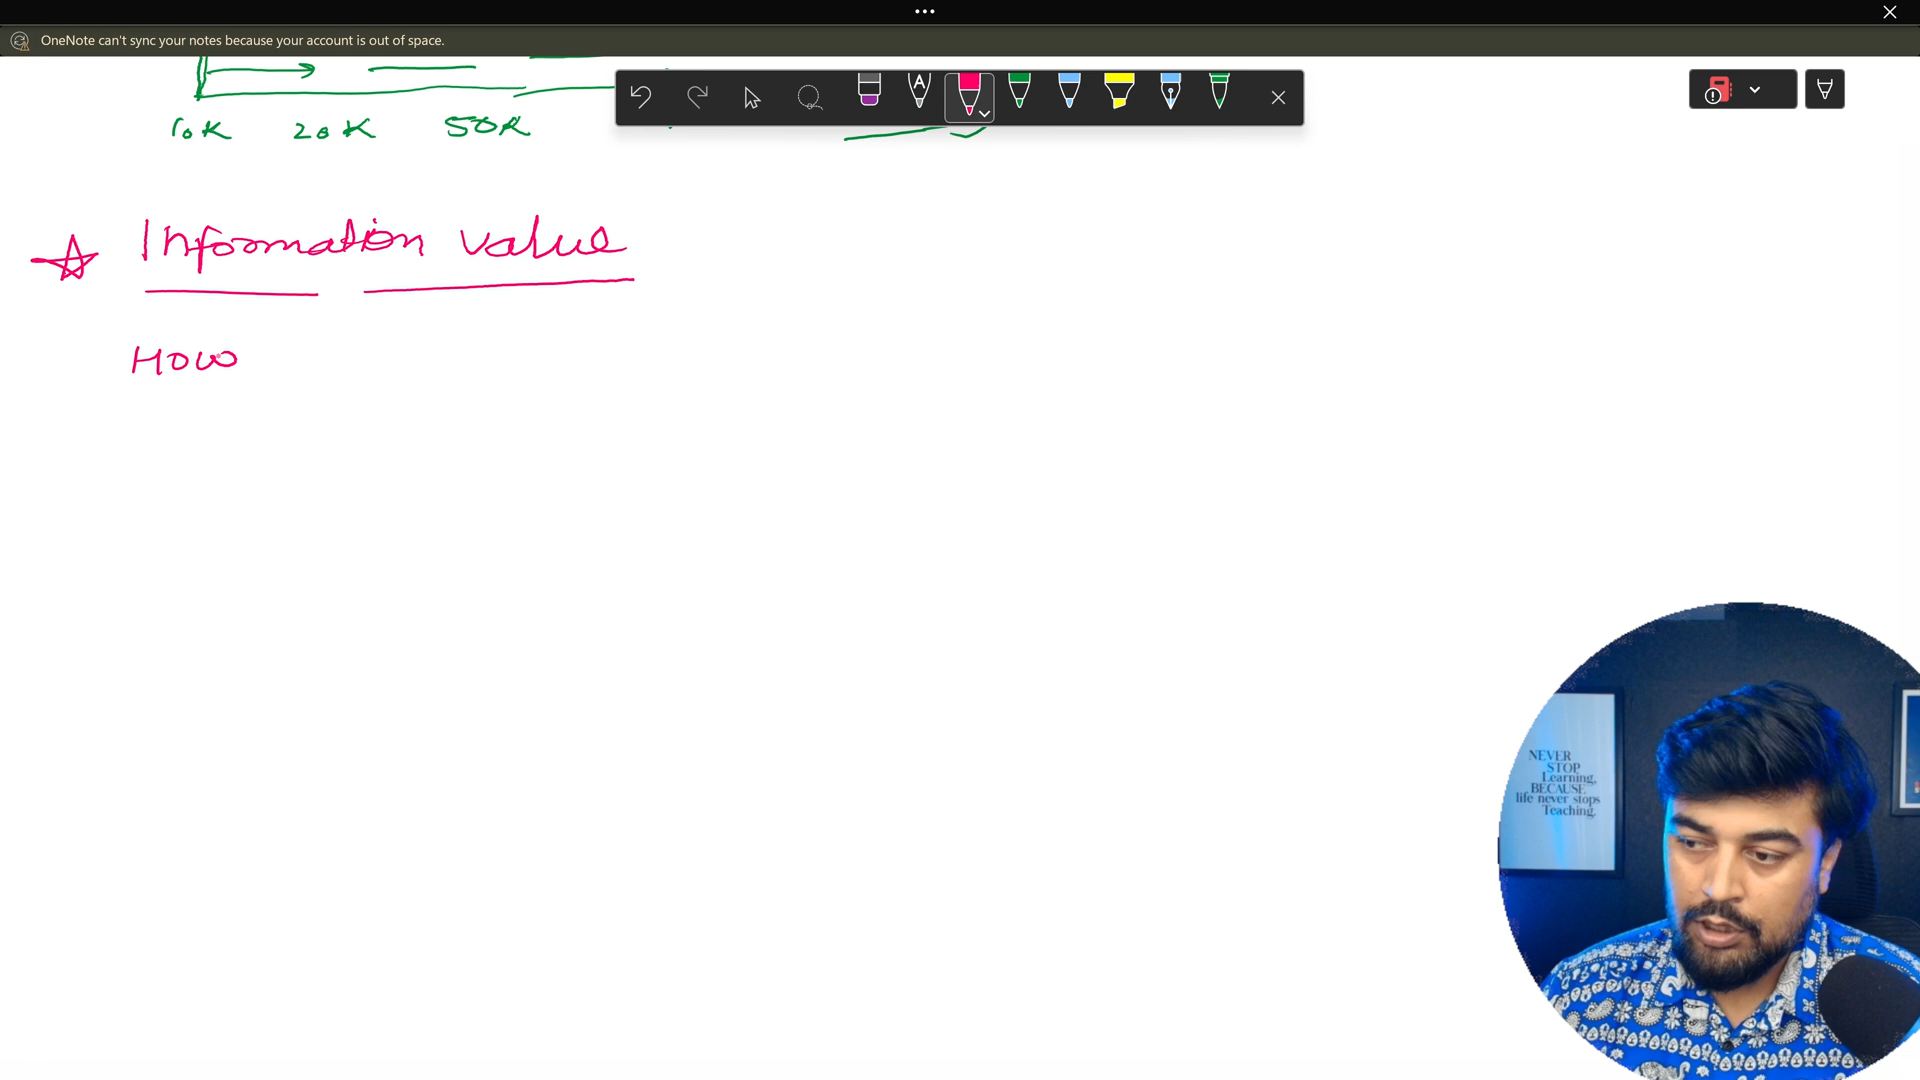 OneNote can't sync your notes because your account is out of space.
10K 20K 50K
Information value
How
NEVER
STOP
Learning,
BECAUSE
life never stops
Teaching.